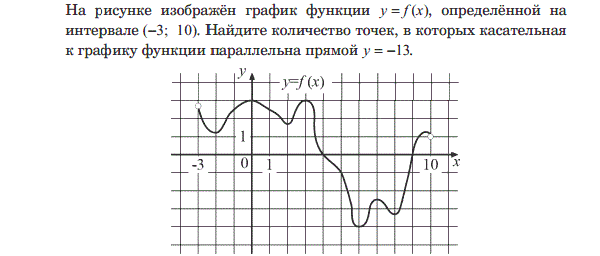 На рисунке изображён график функции y = f (x), определённой на
интервале (−3; 10). Найдите количество точек, в которых касательная
к графику функции параллельна прямой y = −13.
y
y=f (x)
1
-3 0 1 10 x